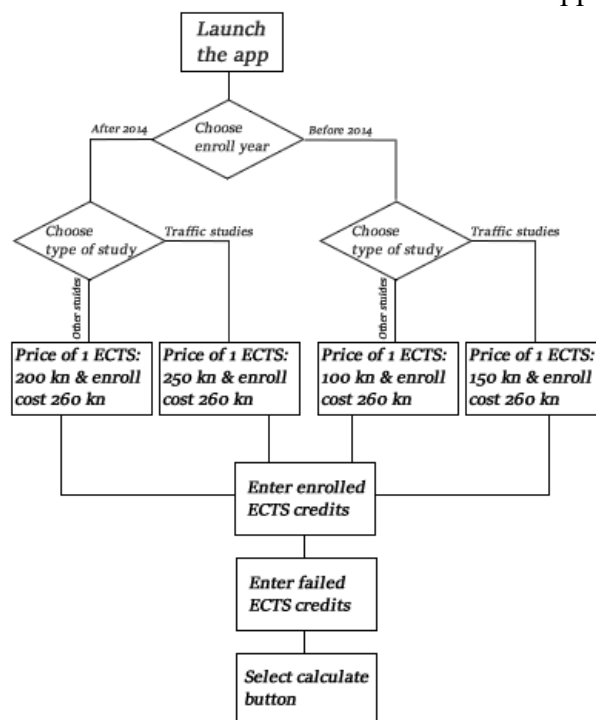 pp
Launch
the app
After 2014
Choose
enroll year
Before 2014
Choose
type of study
Traffic studies
Choose
type of study
Traffic studies
Other stuides
Other stuides
Price of 1 ECTS:
200 kn & enroll
cost 260 kn
Price of 1 ECTS:
250 kn & enroll
cost 260 kn
Price of 1 ECTS:
100 kn & enroll
cost 260 kn
Price of 1 ECTS:
150 kn & enroll
cost 260 kn
Enter enrolled
ECTS credits
Enter failed
ECTS credits
Select calculate
button